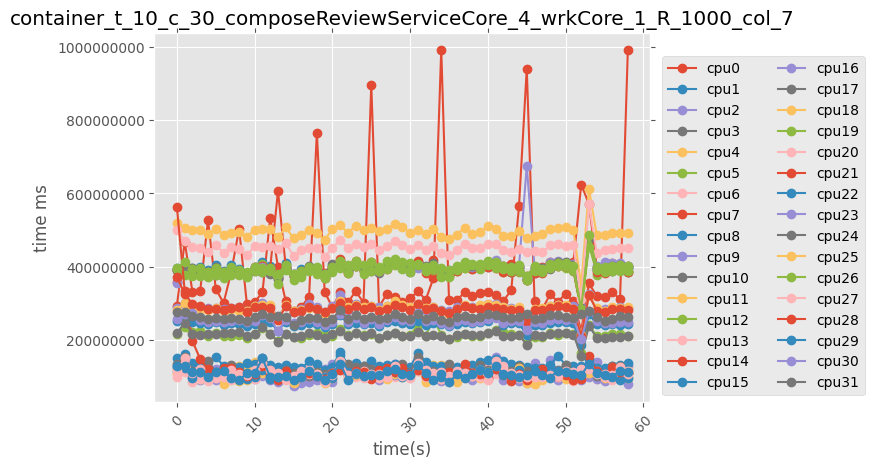 container_t_10_c_30_composeReviewServiceCore_4_wrkCore_1_R_1000_col_7
time ms
1000000000
800000000
600000000
400000000
200000000
0
10
20
30
40
50
60
time(s)
cpu0
cpu1
cpu2
cpu3
cpu4
cpu5
cpu6
cpu7
cpu8
cpu9
cpu10
cpu11
cpu12
cpu13
cpu14
cpu15
cpu16
cpu17
cpu18
cpu19
cpu20
cpu21
cpu22
cpu23
cpu24
cpu25
cpu26
cpu27
cpu28
cpu29
cpu30
cpu31